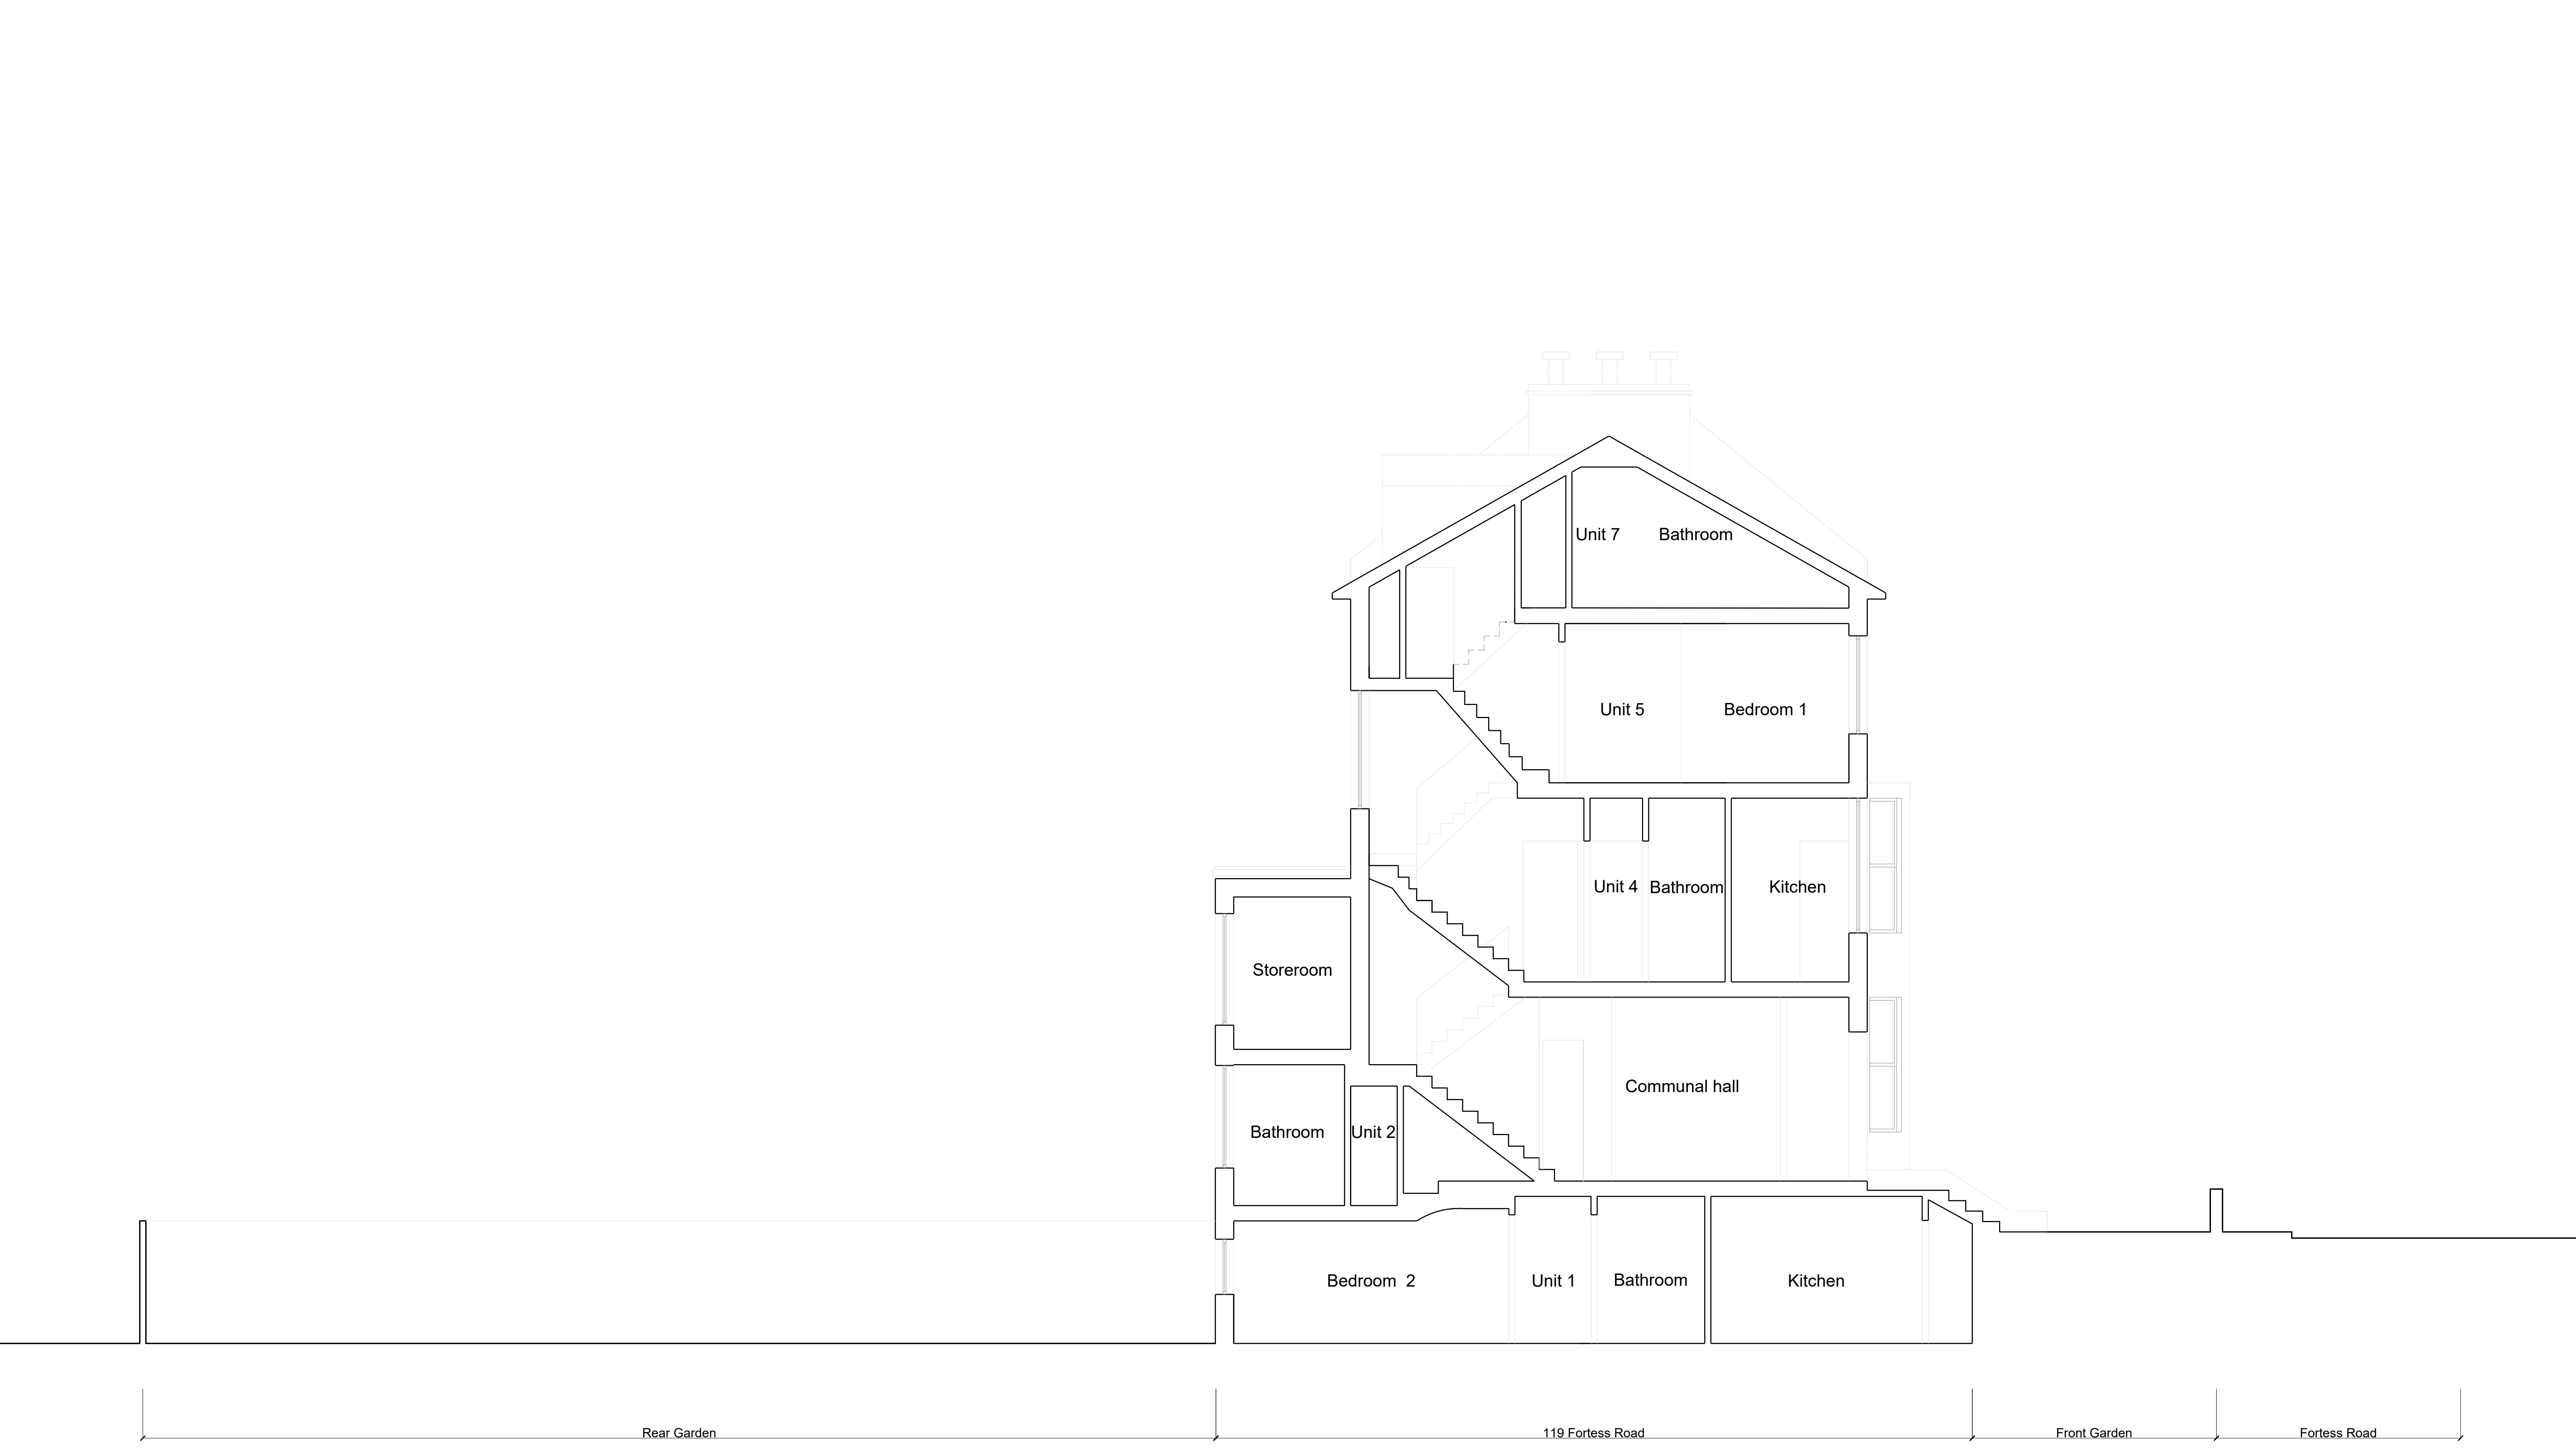 Unit 7 Bathroom
Unit 5 Bedroom 1
Unit 4 Bathroom Kitchen
Storeroom
Communal hall
Bathroom Unit 2
Bedroom 2 Unit 1 Bathroom Kitchen
Rear Garden 119 Fortess Road Front Garden Fortess Road